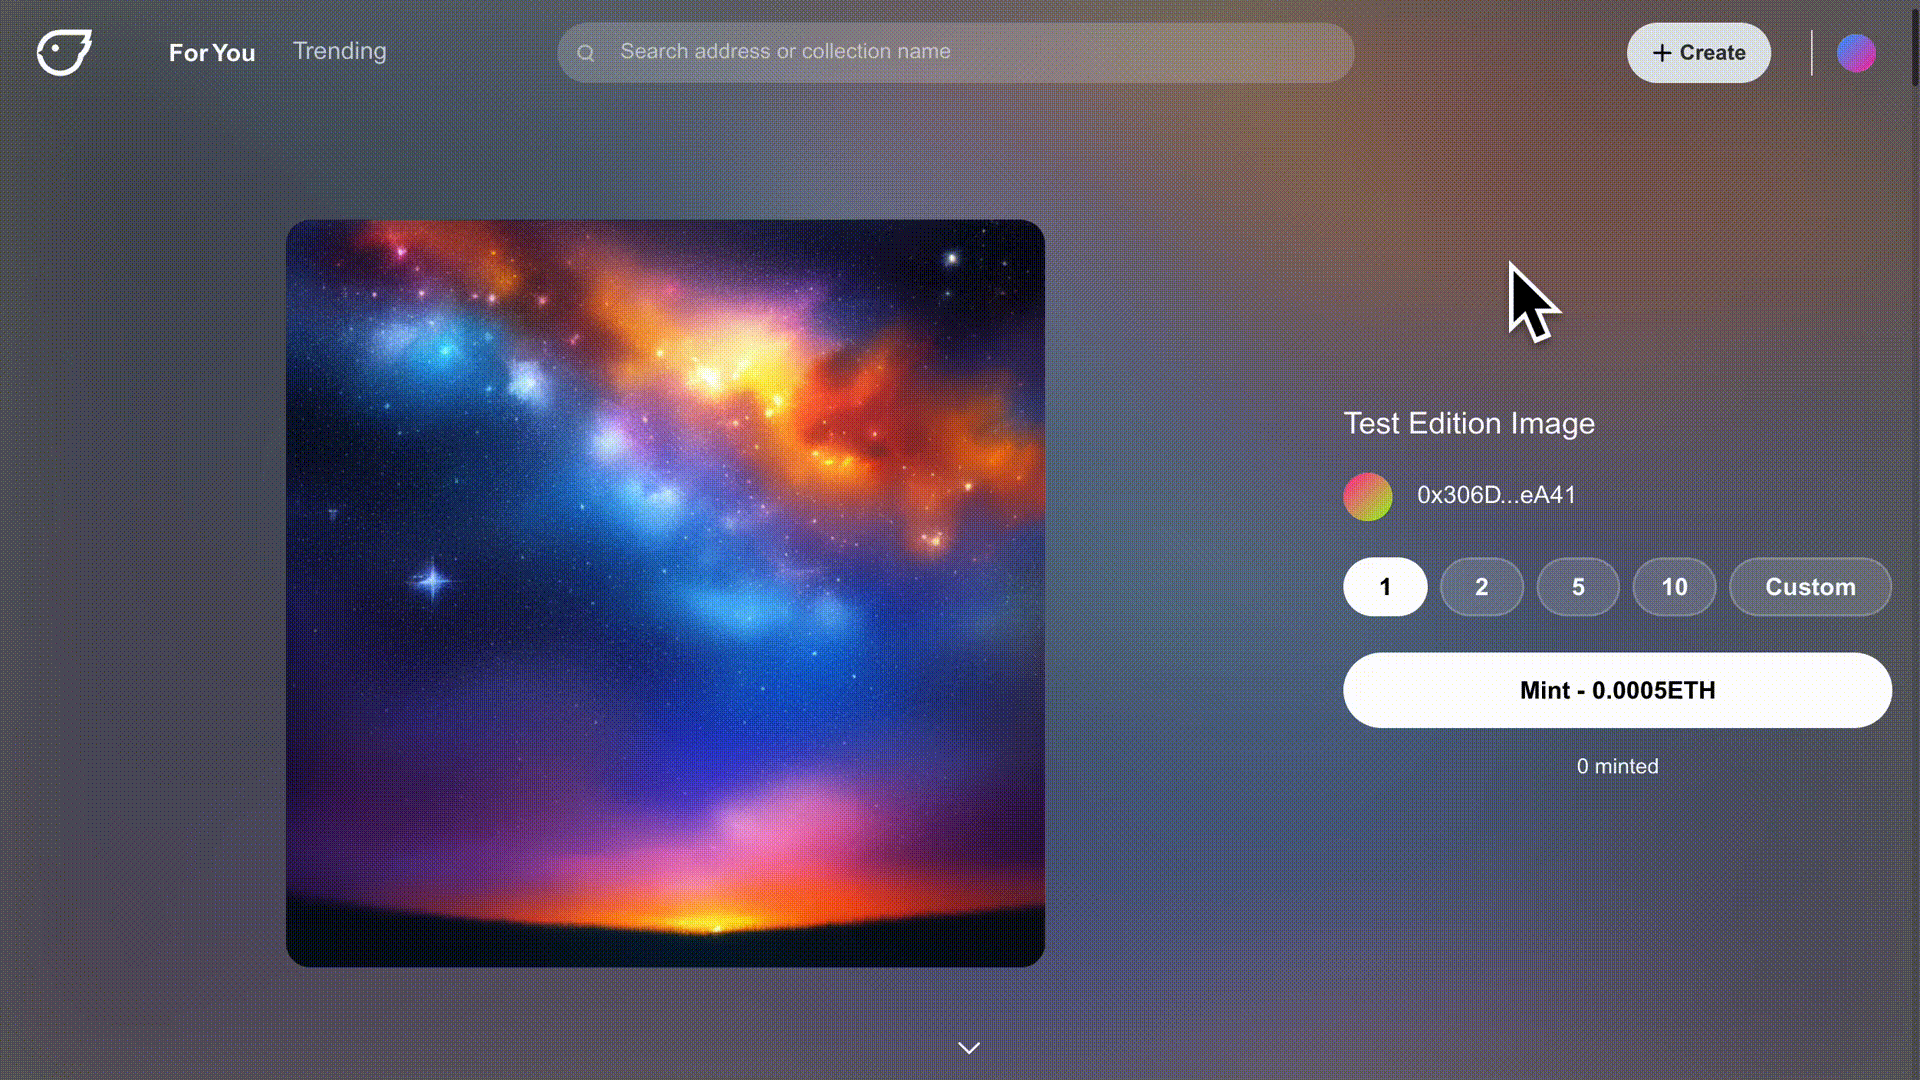 For You
Trending
Search address or collection name
+ Create
Test Edition Image
0x306D...eA41
1
2
5
10
Custom
Mint - 0.0005ETH
0 minted